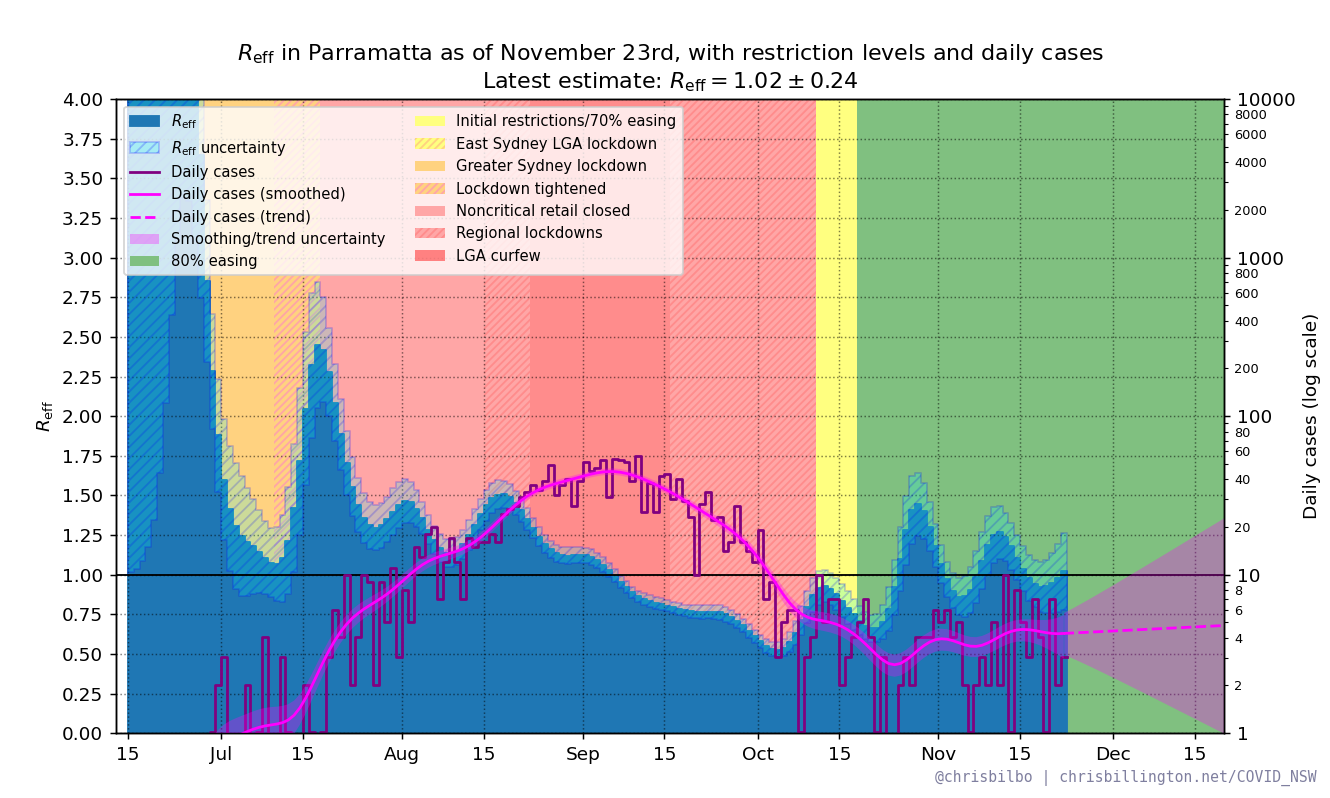 Reff in Parramatta as of November 23rd, with restriction levels and daily cases
Latest estimate: Reff = 1.02 ± 0.24
Reff
4.00
3.75
3.50
3.25
3.00
2.75
2.50
2.25
2.00
1.75
1.50
1.25
1.00
0.75
0.50
0.25
0.00
Reff
Reff uncertainty
Daily cases
Daily cases (smoothed)
Daily cases (trend)
Smoothing/trend uncertainty
80% easing
Initial restrictions/70% easing
East Sydney LGA lockdown
Greater Sydney lockdown
Lockdown tightened
Noncritical retail closed
Regional lockdowns
LGA curfew
10000
8000
6000
4000
2000
1000
800
600
400
200
100
80
60
40
20
10
8
6
4
2
1
Daily cases (log scale)
15 Jul 15 Aug 15 Sep 15 Oct 15 Nov 15 Dec 15
@chrisbilbo | chrisbillington.net/COVID_NSW